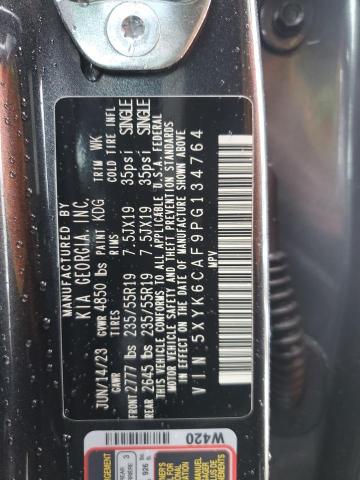 MANUFACTURED BY
KIA GEORGIA, INC.
JUN/14/23 GVWR 4850 lbs PAINT KDG TRIM WK
GAWR RIMS COLD TIRE INFL
FRONT 2777 lbs 235/55R19 7.5JX19 35psi SINGLE
REAR 2645 lbs 235/55R19 7.5JX19 35psi SINGLE
THIS VEHICLE CONFORMS TO ALL APPLICABLE U.S.A. FEDERAL
MOTOR VEHICLE SAFETY AND THEFT PREVENTION STANDARDS
IN EFFECT ON THE DATE OF MANUFACTURE SHOWN ABOVE.
MPV
VIN 5XYK6CAF9PG134764
W420